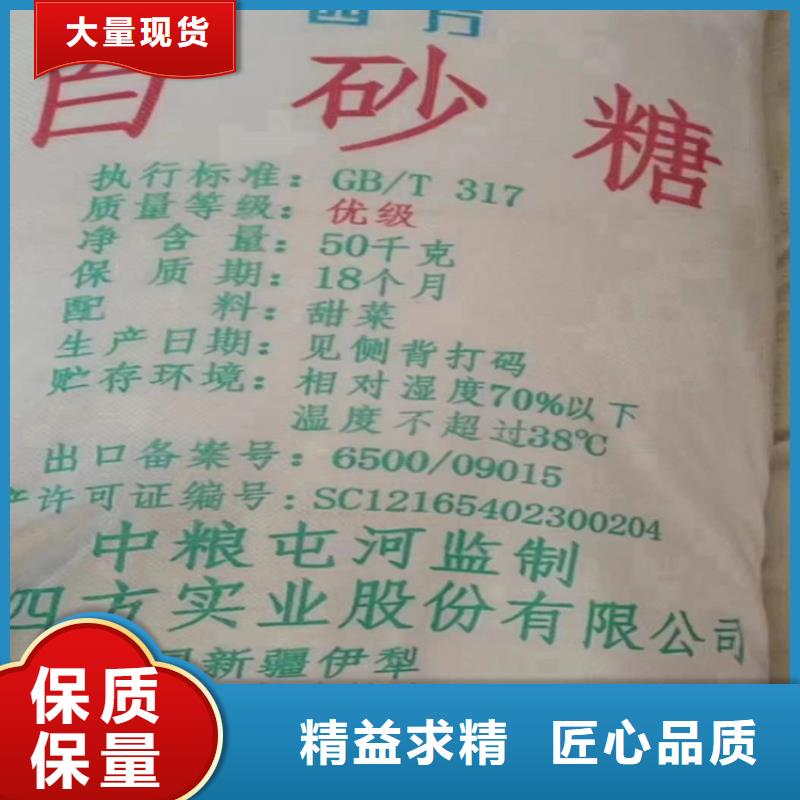 大量现货
四方
白砂糖
执行标准：GB/T 317
质量等级：优级
净含量：50千克
保质期：18个月
配料：甜菜
生产日期：见侧背打码
贮存环境：相对湿度70%以下
温度不超过38℃
出口备案号：6500/09015
产许可证编号：SC12165402300204
中粮屯河监制
四方实业股份有限公司
新疆伊犁
保质
保量
精益求精 匠心品质